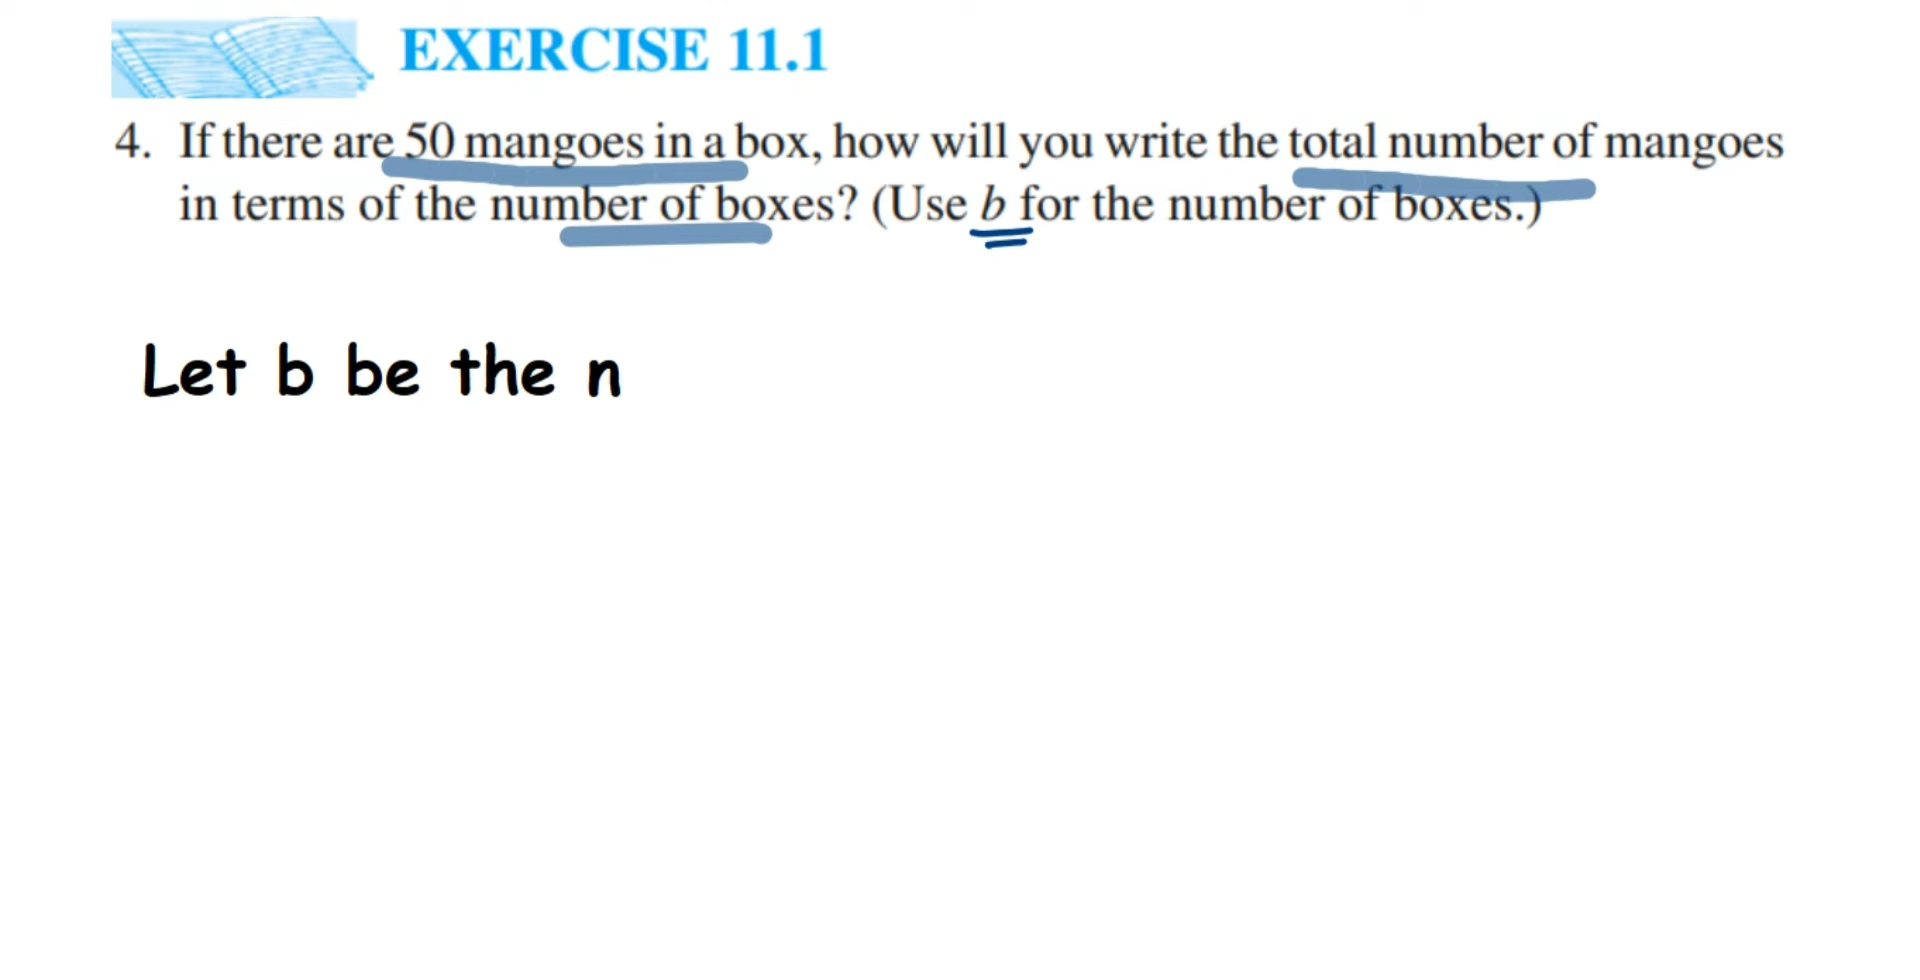 EXERCISE 11.1
4. If there are 50 mangoes in a box, how will you write the total number of mangoes
in terms of the number of boxes? (Use b for the number of boxes.)
Let b be the n